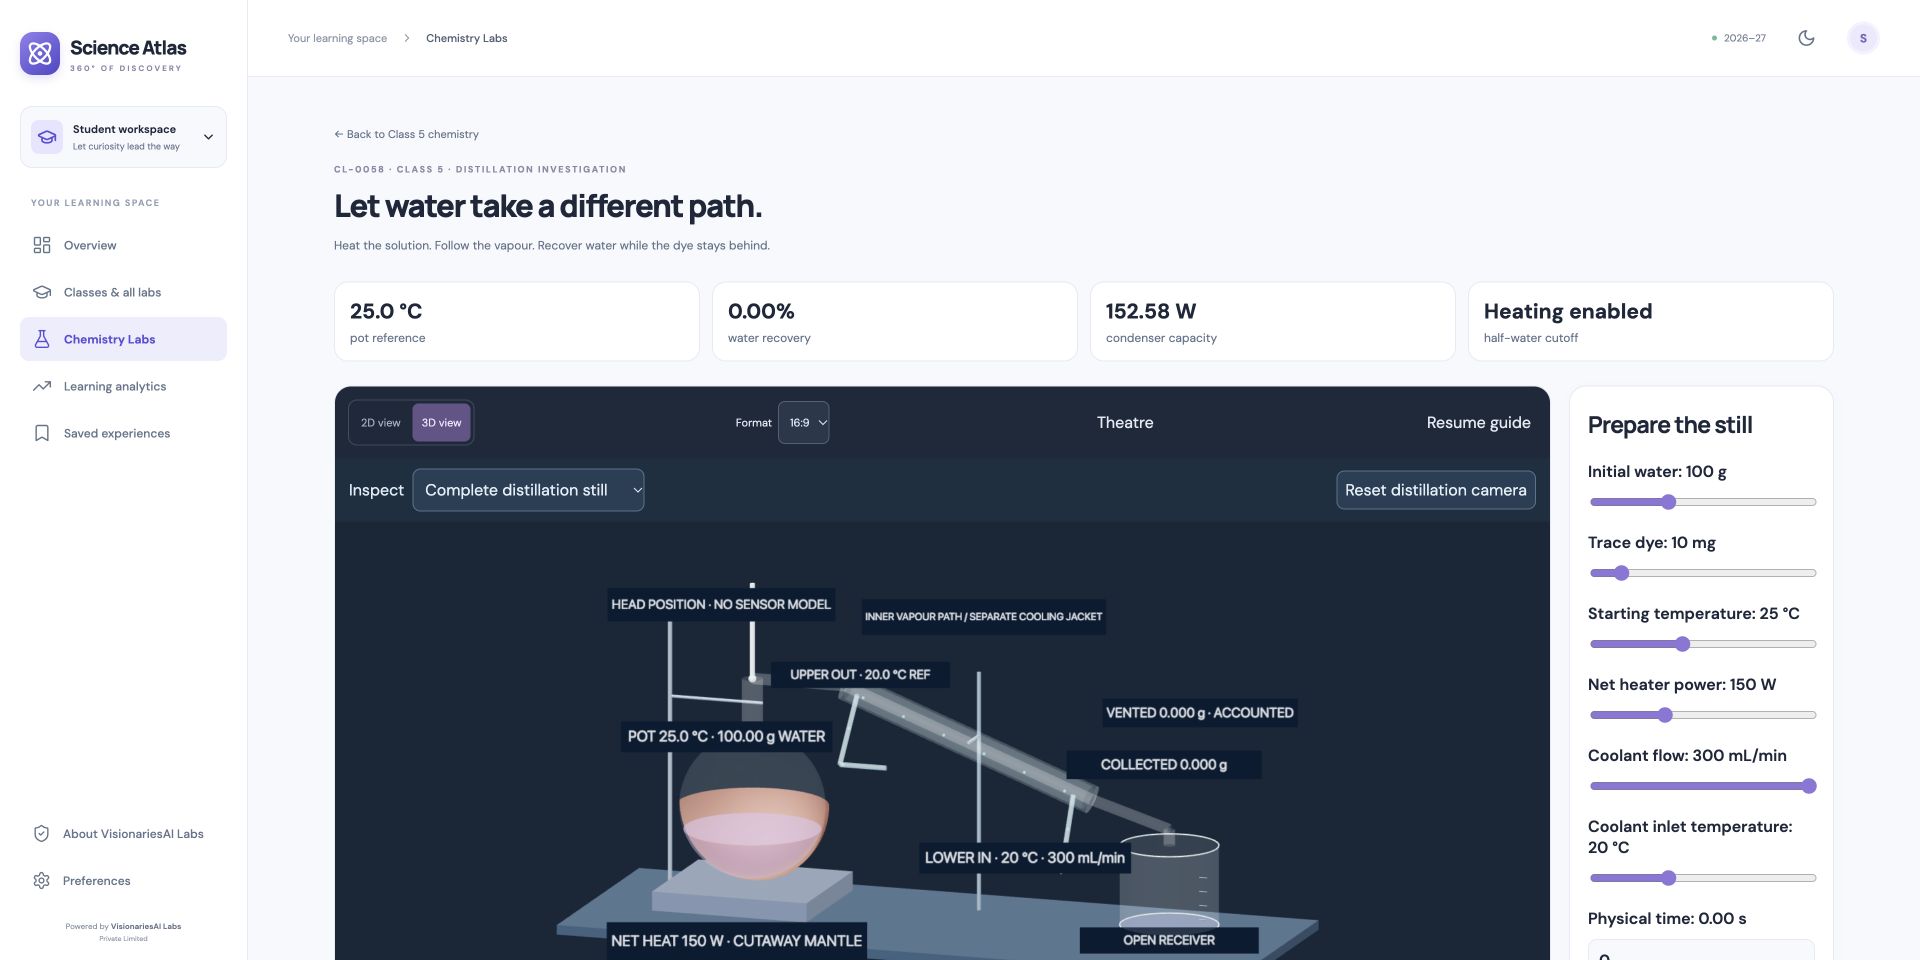 Science Atlas
360° OF DISCOVERY
Student workspace
Let curiosity lead the way
YOUR LEARNING SPACE
Overview
Classes & all labs
Chemistry Labs
Learning analytics
Saved experiences
About VisionariesAI Labs
Preferences
Powered by VisionariesAI Labs
Private Limited
Your learning space > Chemistry Labs
2026–27
S
← Back to Class 5 chemistry
CL-0058 · CLASS 5 · DISTILLATION INVESTIGATION
Let water take a different path.
Heat the solution. Follow the vapour. Recover water while the dye stays behind.
25.0 °C
pot reference
0.00%
water recovery
152.58 W
condenser capacity
Heating enabled
half-water cutoff
2D view
3D view
Format
16:9
Theatre
Resume guide
Inspect
Complete distillation still
Reset distillation camera
HEAD POSITION · NO SENSOR MODEL
INNER VAPOUR PATH / SEPARATE COOLING JACKET
UPPER OUT · 20.0 °C REF
VENTED 0.000 g · ACCOUNTED
POT 25.0 °C · 100.00 g WATER
COLLECTED 0.000 g
LOWER IN · 20 °C · 300 mL/min
NET HEAT 150 W · CUTAWAY MANTLE
OPEN RECEIVER
Prepare the still
Initial water: 100 g
Trace dye: 10 mg
Starting temperature: 25 °C
Net heater power: 150 W
Coolant flow: 300 mL/min
Coolant inlet temperature:
20 °C
Physical time: 0.00 s
0